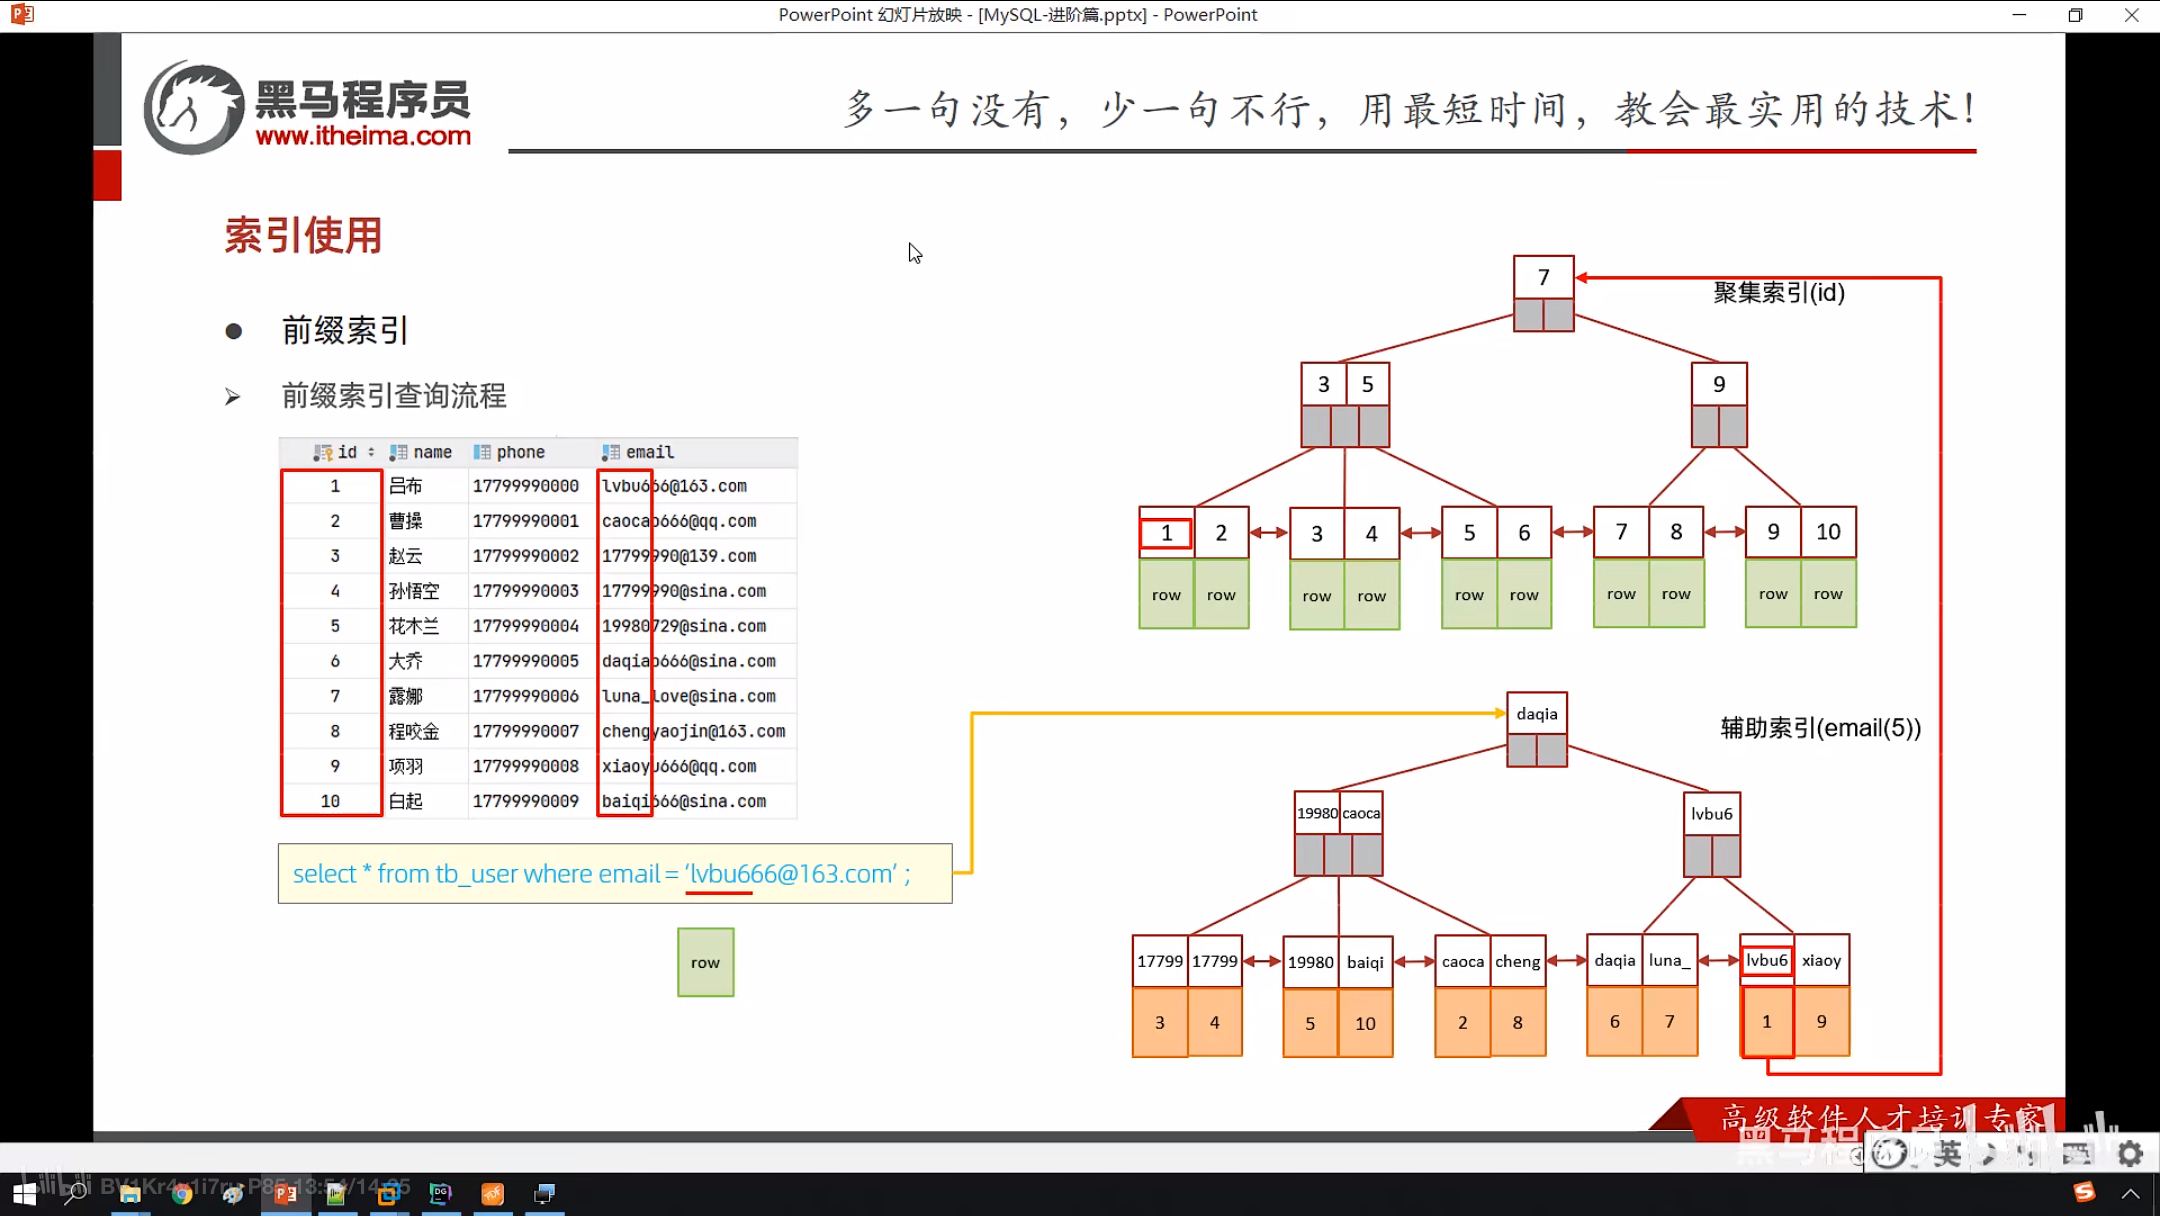 PowerPoint 幻灯片放映 - [MySQL-进阶篇.pptx] - PowerPoint
黑马程序员
www.itheima.com
多一句没有，少一句不行，用最短时间，教会最实用的技术！
索引使用
前缀索引
前缀索引查询流程
id name phone email
1 吕布 17799990000 lvbu666@163.com
2 曹操 17799990001 caocao666@qq.com
3 赵云 17799990002 17799990@139.com
4 孙悟空 17799990003 17799990@sina.com
5 花木兰 17799990004 19980729@sina.com
6 大乔 17799990005 daqiao666@sina.com
7 露娜 17799990006 luna_love@sina.com
8 程咬金 17799990007 chengyaojin@163.com
9 项羽 17799990008 xiaoyu666@qq.com
10 白起 17799990009 baiqi666@sina.com
select * from tb_user where email = ‘lvbu666@163.com’ ;
row
7
聚集索引(id)
3 5 9
1 2 3 4 5 6 7 8 9 10
row row row row row row row row row row
daqia
辅助索引(email(5))
19980 caoca lvbu6
17799 17799 19980 baiqi caoca cheng daqia luna_ lvbu6 xiaoy
3 4 5 10 2 8 6 7 1 9
高级软件人才培训专家
黑马程序员
英
P85 13:54/14:05